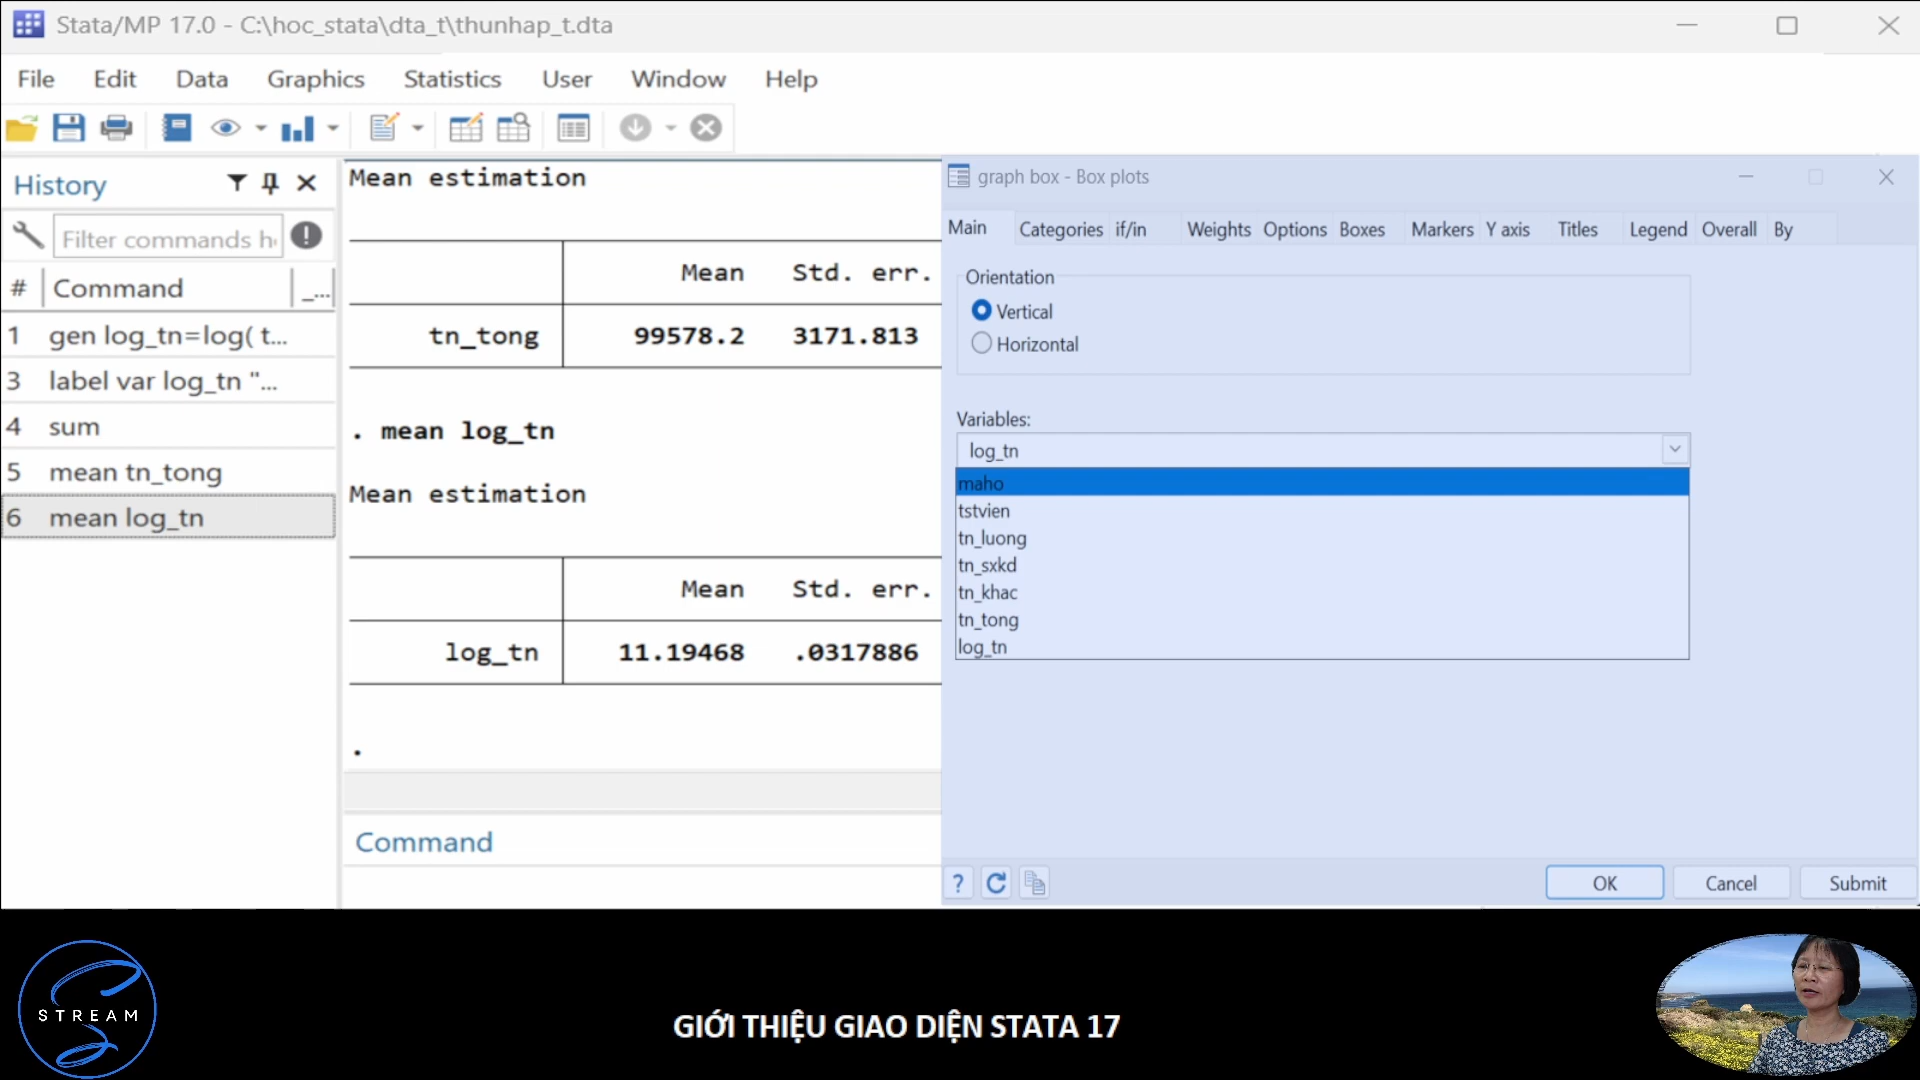 Stata/MP 17.0 - C:\hoc_stata\dta_t\thunhap_t.dta
File Edit Data Graphics Statistics User Window Help
History
Filter commands h
# Command _...
1 gen log_tn=log( t...
3 label var log_tn "...
4 sum
5 mean tn_tong
6 mean log_tn
Mean estimation
Mean Std. err.
tn_tong 99578.2 3171.813
. mean log_tn
Mean estimation
Mean Std. err.
log_tn 11.19468 .0317886
.
Command
graph box - Box plots
Main Categories if/in Weights Options Boxes Markers Y axis Titles Legend Overall By
Orientation
Vertical
Horizontal
Variables:
log_tn
maho
tstvien
tn_luong
tn_sxkd
tn_khac
tn_tong
log_tn
? OK Cancel Submit
STREAM
GIỚI THIỆU GIAO DIỆN STATA 17